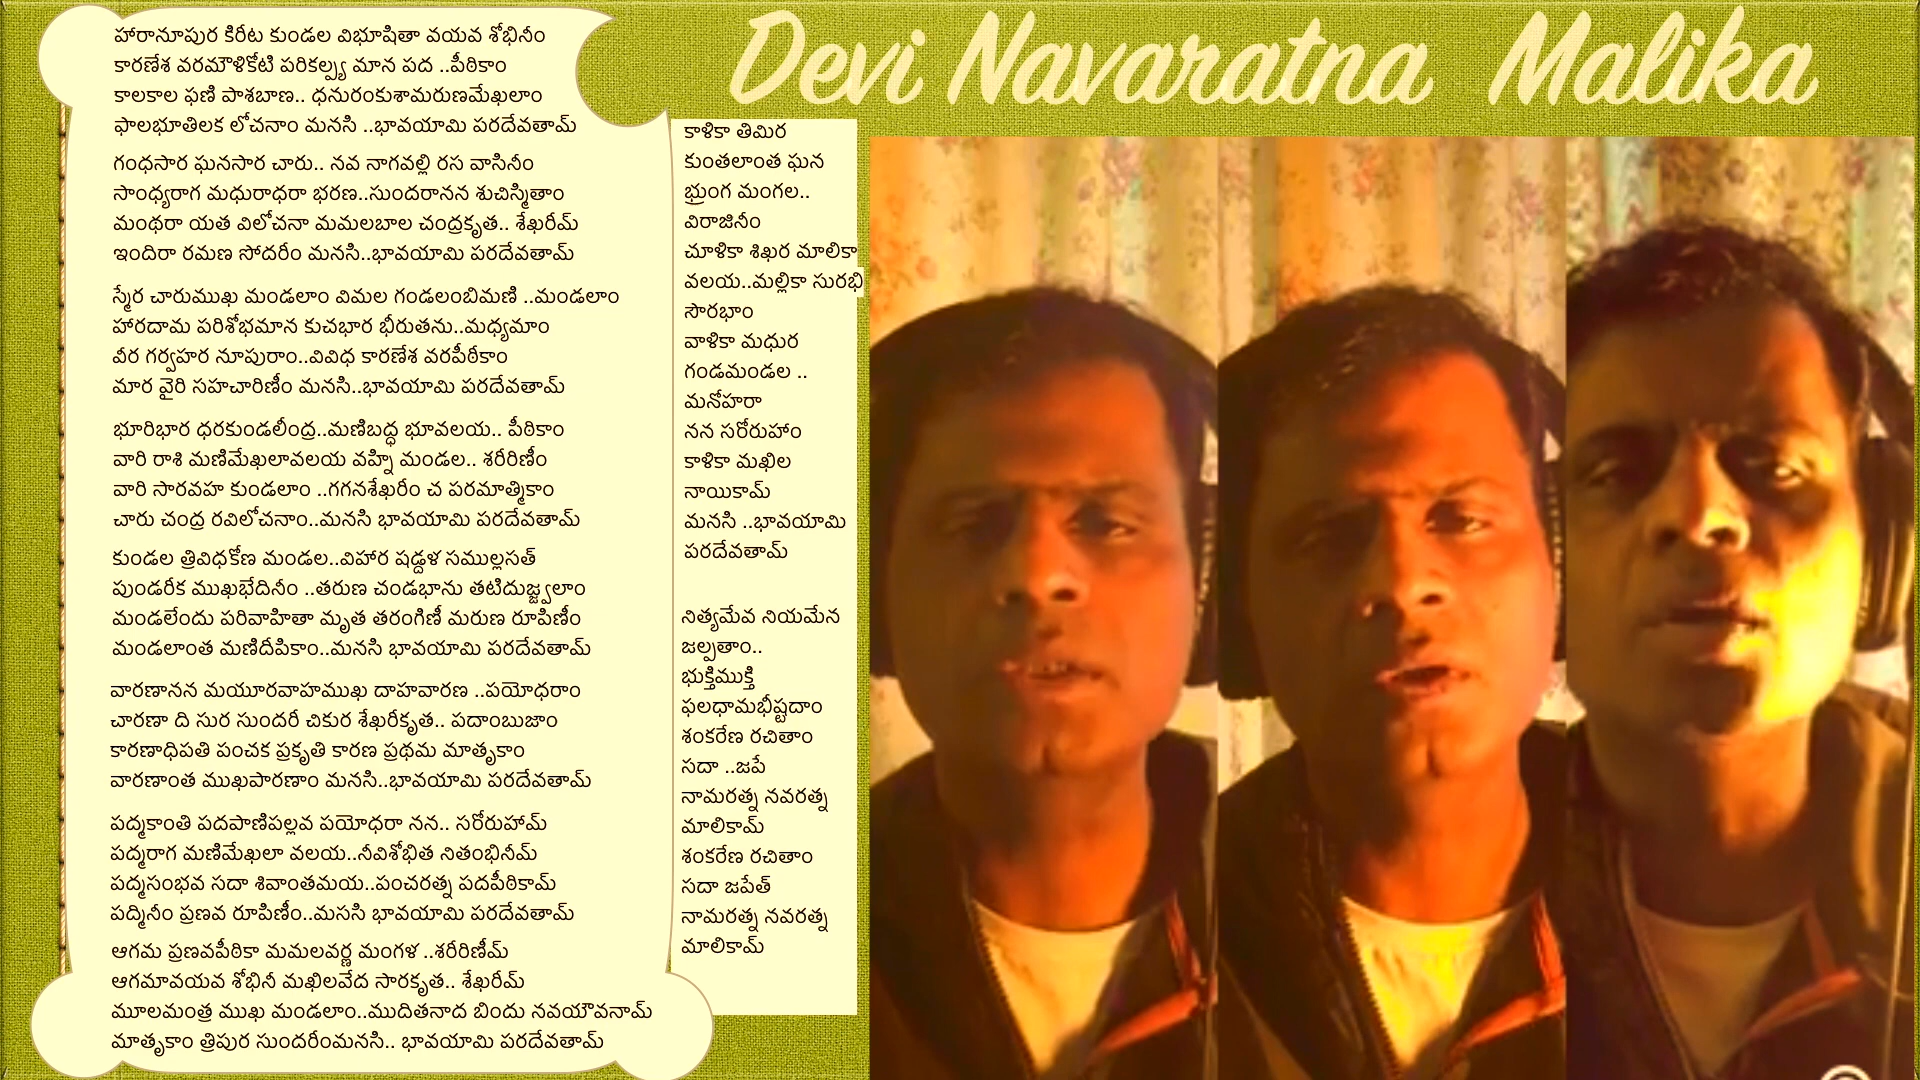 Devi Navaratna Malika
హారానూపుర కిరీట కుండల విభూషితా వయవ శోభినీం
కారణేశ వరమౌళికోటి పరికల్ప్య మాన పద ..పీఠికాం
కాలకాల ఫణి పాశబాణ.. ధనురంకుశామరుణమేఖలాం
ఫాలభూతిలక లోచనాం మనసి ..భావయామి పరదేవతామ్
గంధసార ఘనసార చారు.. నవ నాగవల్లి రస వాసినీం
సాంధ్యరాగ మధురాధరా భరణ..సుందరానన శుచిస్మితాం
మంథరా యత విలోచనా మమలబాల చంద్రకృత.. శేఖరీమ్
ఇందిరా రమణ సోదరీం మనసి..భావయామి పరదేవతామ్
స్మేర చారుముఖ మండలాం విమల గండలంబిమణి ..మండలాం
హారదామ పరిశోభమాన కుచభార భీరుతను..మధ్యమాం
వీర గర్వహర నూపురాం..వివిధ కారణేశ వరపీఠీకాం
మార వైరి సహచారిణీం మనసి..భావయామి పరదేవతామ్
భూరిభార ధరకుండలీంద్ర..మణిబద్ధ భూవలయ.. పీఠికాం
వారి రాశి మణిమేఖలావలయ వహ్ని మండల.. శరీరిణీం
వారి సారవహ కుండలాం ..గగనశేఖరీం చ పరమాత్మికాం
చారు చంద్ర రవిలోచనాం..మనసి భావయామి పరదేవతామ్
కుండల త్రివిధకోణ మండల..విహార షడ్దళ సముల్లసత్
పుండరీక ముఖభేదినీం ..తరుణ చండభాను తటిదుజ్జ్వలాం
మండలేందు పరివాహితా మృత తరంగిణీ మరుణ రూపిణీం
మండలాంత మణిదీపికాం..మనసి భావయామి పరదేవతామ్
వారణానన మయూరవాహముఖ దాహవారణ ..పయోధరాం
చారణా ది సుర సుందరీ చికుర శేఖరీకృత.. పదాంబుజాం
కారణాధిపతి పంచక ప్రకృతి కారణ ప్రథమ మాతృకాం
వారణాంత ముఖపారణాం మనసి..భావయామి పరదేవతామ్
పద్మకాంతి పదపాణిపల్లవ పయోధరా నన.. సరోరుహామ్
పద్మరాగ మణిమేఖలా వలయ..నీవిశోభిత నితంభినీమ్
పద్మసంభవ సదా శివాంతమయ..పంచరత్న పదపీఠికామ్
పద్మినీం ప్రణవ రూపిణీం..మససి భావయామి పరదేవతామ్
ఆగమ ప్రణవపీఠికా మమలవర్ణ మంగళ ..శరీరిణీమ్
ఆగమావయవ శోభినీ మఖిలవేద సారకృత.. శేఖరీమ్
మూలమంత్ర ముఖ మండలాం..ముదితనాద బిందు నవయౌవనామ్
మాతృకాం త్రిపుర సుందరీంమనసి.. భావయామి పరదేవతామ్
కాళికా తిమిర
కుంతలాంత ఘన
భ్రుంగ మంగల..
విరాజినీం
చూళికా శిఖర మాలికా
వలయ..మల్లికా సురభి
సౌరభాం
వాళికా మధుర
గండమండల ..
మనోహరా
నన సరోరుహాం
కాళికా మఖిల
నాయికామ్
మనసి ..భావయామి
పరదేవతామ్
నిత్యమేవ నియమేన
జల్పతాం..
భుక్తిముక్తి
ఫలధామభీష్టదాం
శంకరేణ రచితాం
సదా ..జపే
నామరత్న నవరత్న
మాలికామ్
శంకరేణ రచితాం
సదా జపేత్
నామరత్న నవరత్న
మాలికామ్